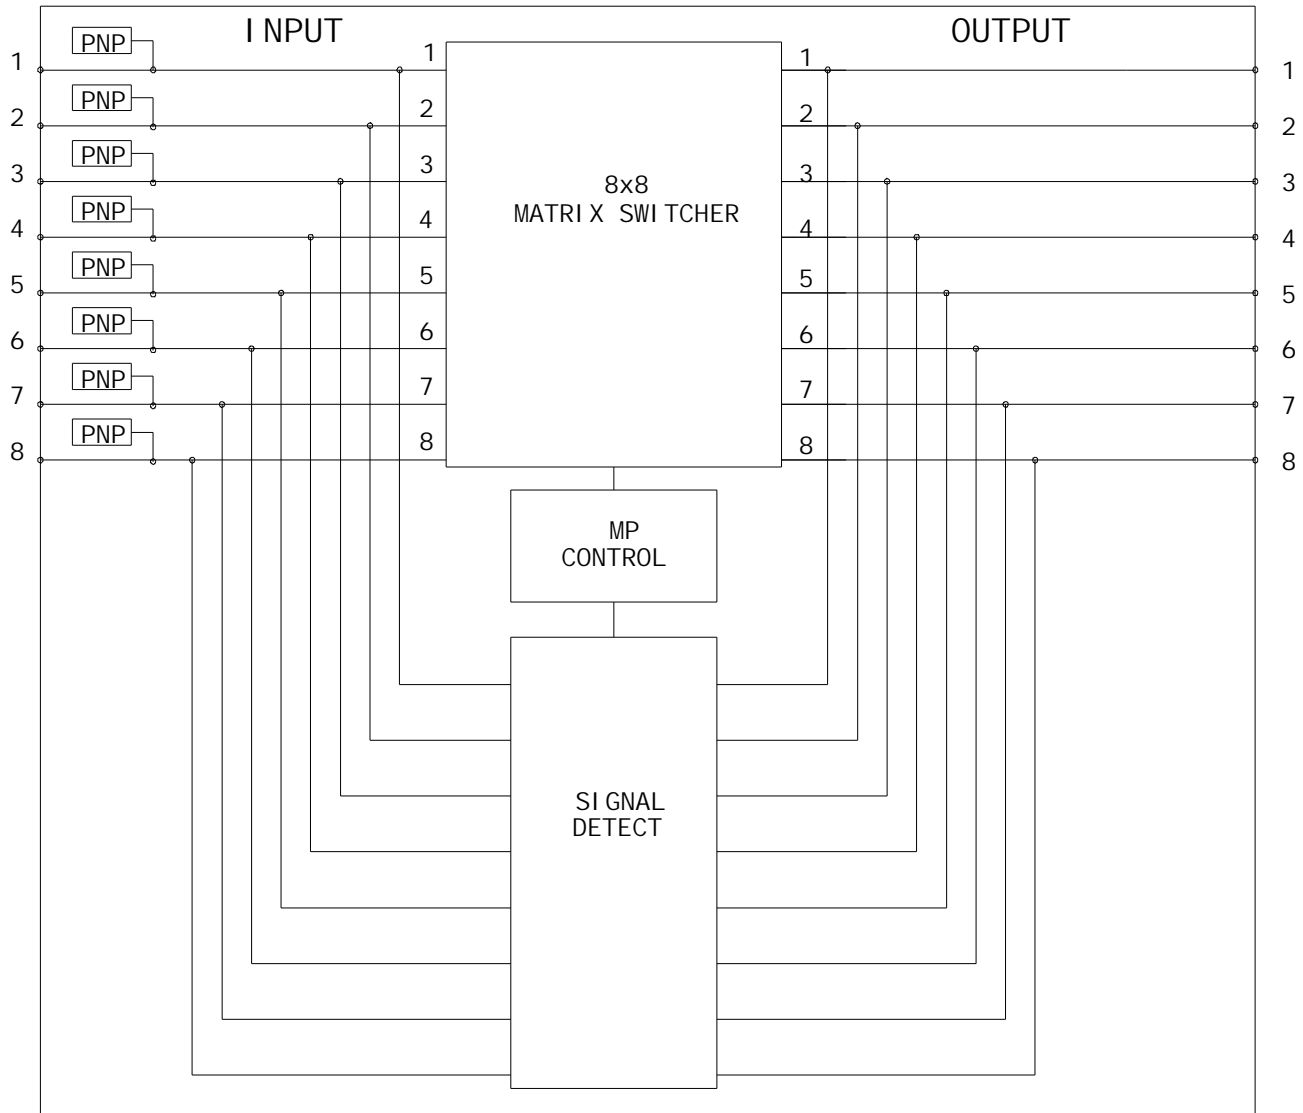 INPUT OUTPUT
PNP
1 1 1 1
PNP
2 2 2 2
PNP
3 3 3 3
PNP
4 4 4 4
PNP
5 5 5 5
PNP
6 6 6 6
PNP
7 7 7 7
PNP
8 8 8 8
8x8
MATRIX SWITCHER
MP
CONTROL
SIGNAL
DETECT